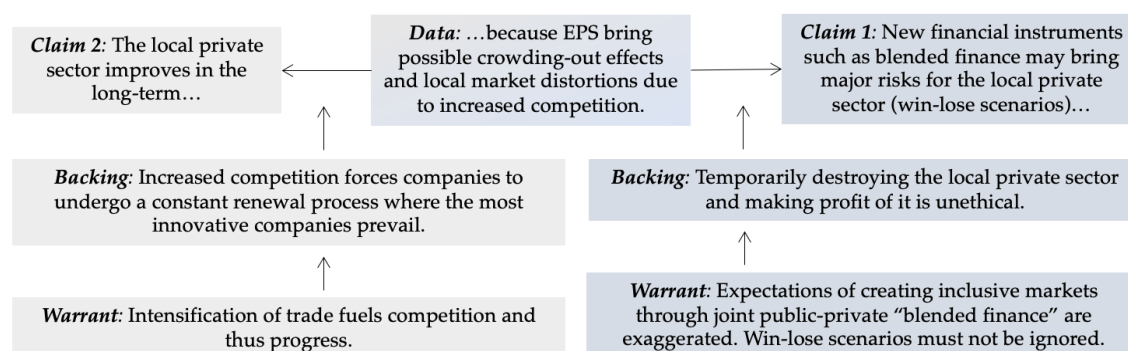 Claim 2: The local private
sector improves in the
long-term…
Data: …because EPS bring
possible crowding-out effects
and local market distortions due
to increased competition.
Claim 1: New financial instruments
such as blended finance may bring
major risks for the local private
sector (win-lose scenarios)…
Backing: Increased competition forces companies to
undergo a constant renewal process where the most
innovative companies prevail.
Backing: Temporarily destroying the local private sector
and making profit of it is unethical.
Warrant: Intensification of trade fuels competition and
thus progress.
Warrant: Expectations of creating inclusive markets
through joint public-private “blended finance” are
exaggerated. Win-lose scenarios must not be ignored.